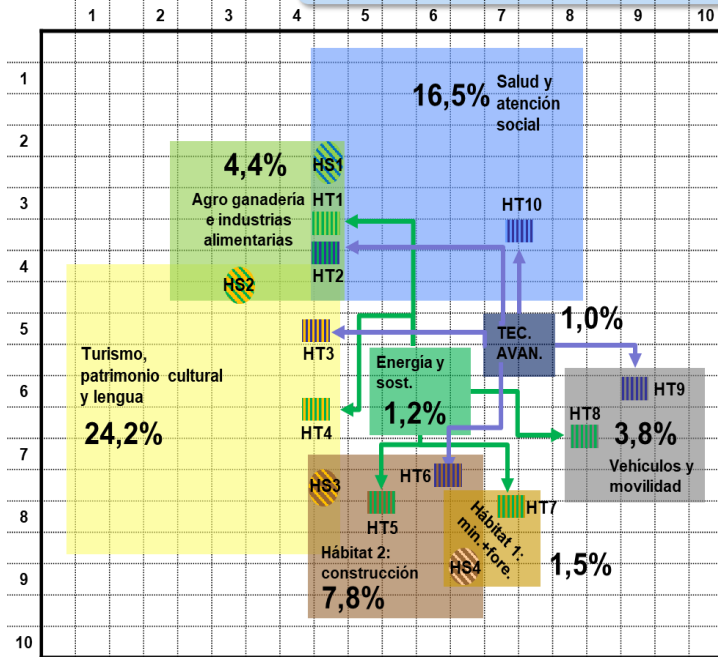 1 2 3 4 5 6 7 8 9 10
1
2
3
4
5
6
7
8
9
10
16,5%
Salud y
atención
social
4,4%
HS1
Agro ganadería
e industrias
alimentarias
HT1
HT2
HT10
HS2
Turismo,
patrimonio cultural
y lengua
24,2%
HT3
HT4
TEC.
AVAN.
1,0%
Energía y
sost.
1,2%
HT9
HT8
3,8%
Vehículos y
movilidad
HS3
HT6
HT5
HT7
Hábitat 2:
construcción
7,8%
Hábitat 1:
min.+fore.
HS4
1,5%